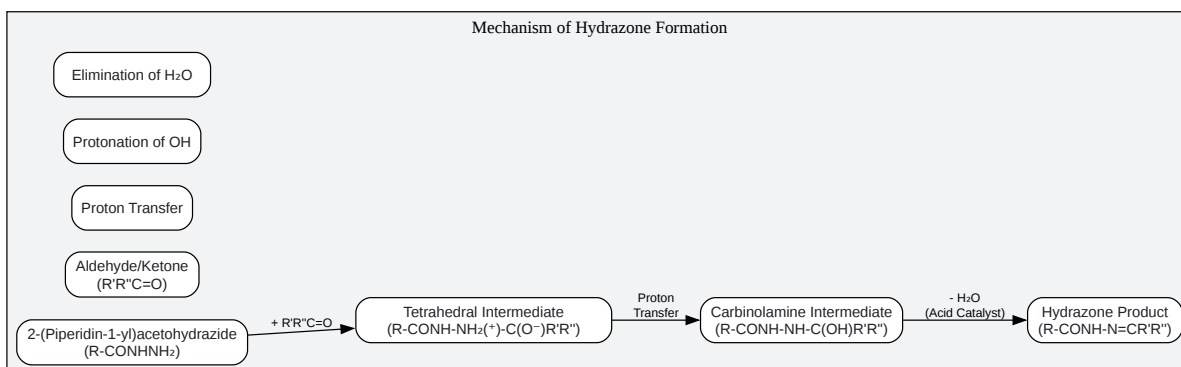 Mechanism of Hydrazone Formation
Elimination of H₂O
Protonation of OH
Proton Transfer
Aldehyde/Ketone
(R'R"C=O)
2-(Piperidin-1-yl)acetohydrazide
(R-CONHNH₂)
+ R'R"C=O
Tetrahedral Intermediate
(R-CONH-NH₂(⁺)-C(O⁻)R'R")
Proton
Transfer
Carbinolamine Intermediate
(R-CONH-NH-C(OH)R'R")
- H₂O
(Acid Catalyst)
Hydrazone Product
(R-CONH-N=CR'R")